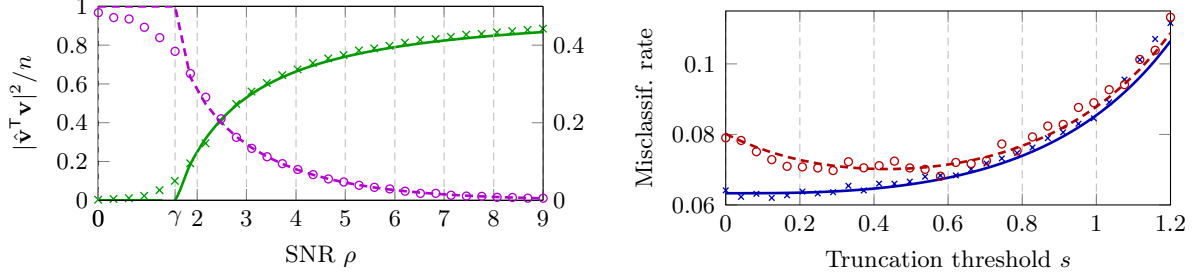 1
0.8
0.6
0.4
0.2
0
|v̂ᵀv|²/n
0.4
0.2
0
0 γ 2 3 4 5 6 7 8 9
SNR ρ
0.1
0.08
0.06
Misclassif. rate
0 0.2 0.4 0.6 0.8 1 1.2
Truncation threshold s